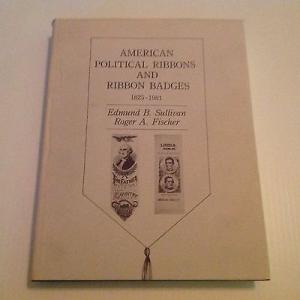 AMERICAN
POLITICAL RIBBONS
AND
RIBBON BADGES
1825-1981
Edmund B. Sullivan
Roger A. Fischer